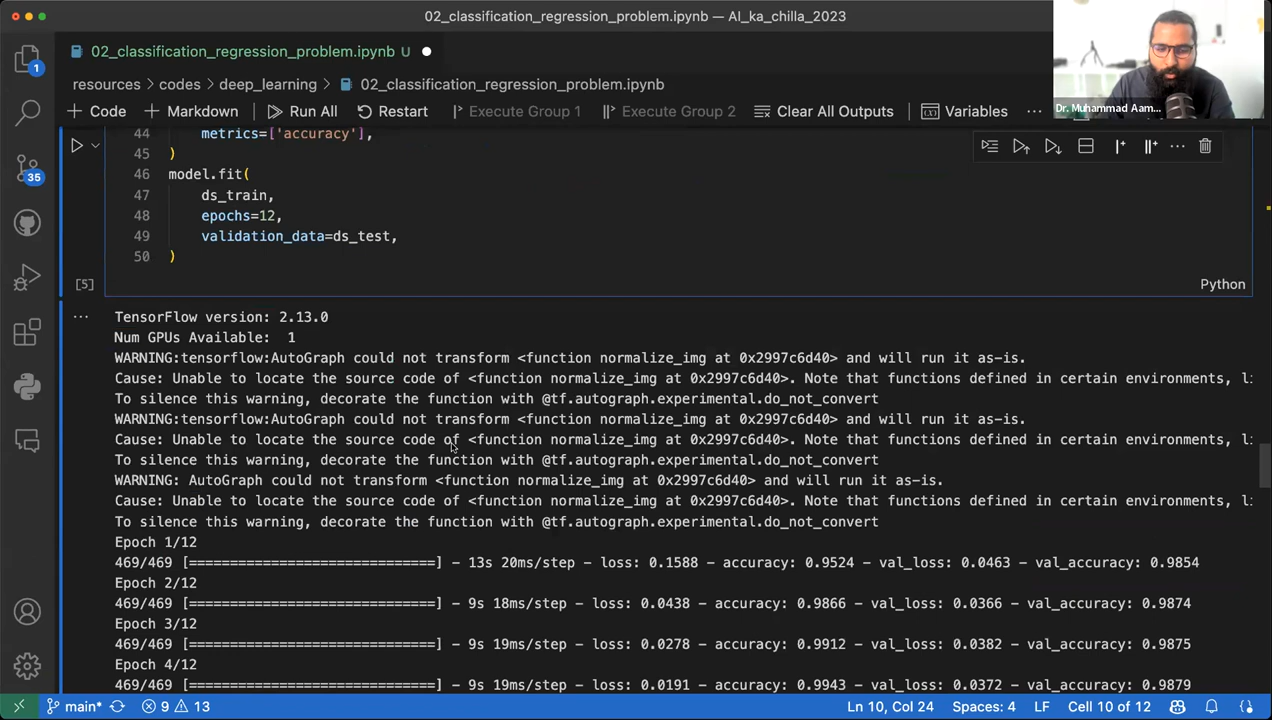 02_classification_regression_problem.ipynb — AI_ka_chilla_2023
02_classification_regression_problem.ipynb U
resources > codes > deep_learning > 02_classification_regression_problem.ipynb
Dr. Muhammad Aam...
+ Code + Markdown Run All Restart Execute Group 1 Execute Group 2 Clear All Outputs Variables ...
1
35
44 metrics=['accuracy'],
45 )
46 model.fit(
47 ds_train,
48 epochs=12,
49 validation_data=ds_test,
50 )
[5] Python
TensorFlow version: 2.13.0
Num GPUs Available:  1
WARNING:tensorflow:AutoGraph could not transform <function normalize_img at 0x2997c6d40> and will run it as-is.
Cause: Unable to locate the source code of <function normalize_img at 0x2997c6d40>. Note that functions defined in certain environments, li
To silence this warning, decorate the function with @tf.autograph.experimental.do_not_convert
WARNING:tensorflow:AutoGraph could not transform <function normalize_img at 0x2997c6d40> and will run it as-is.
Cause: Unable to locate the source code of <function normalize_img at 0x2997c6d40>. Note that functions defined in certain environments, li
To silence this warning, decorate the function with @tf.autograph.experimental.do_not_convert
WARNING: AutoGraph could not transform <function normalize_img at 0x2997c6d40> and will run it as-is.
Cause: Unable to locate the source code of <function normalize_img at 0x2997c6d40>. Note that functions defined in certain environments, li
To silence this warning, decorate the function with @tf.autograph.experimental.do_not_convert
Epoch 1/12
469/469 [==============================] - 13s 20ms/step - loss: 0.1588 - accuracy: 0.9524 - val_loss: 0.0463 - val_accuracy: 0.9854
Epoch 2/12
469/469 [==============================] - 9s 18ms/step - loss: 0.0438 - accuracy: 0.9866 - val_loss: 0.0366 - val_accuracy: 0.9874
Epoch 3/12
469/469 [==============================] - 9s 19ms/step - loss: 0.0278 - accuracy: 0.9912 - val_loss: 0.0382 - val_accuracy: 0.9875
Epoch 4/12
469/469 [==============================] - 9s 19ms/step - loss: 0.0191 - accuracy: 0.9943 - val_loss: 0.0372 - val_accuracy: 0.9879
main* 9 13 Ln 10, Col 24 Spaces: 4 LF Cell 10 of 12